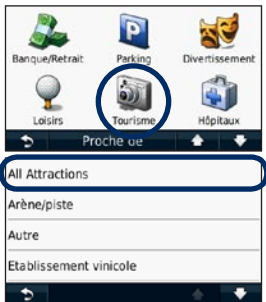 Banque/Retrait Parking Divertissement
Loisirs Tourisme Hôpitaux
Proche de
All Attractions
Arène/piste
Autre
Etablissement vinicole